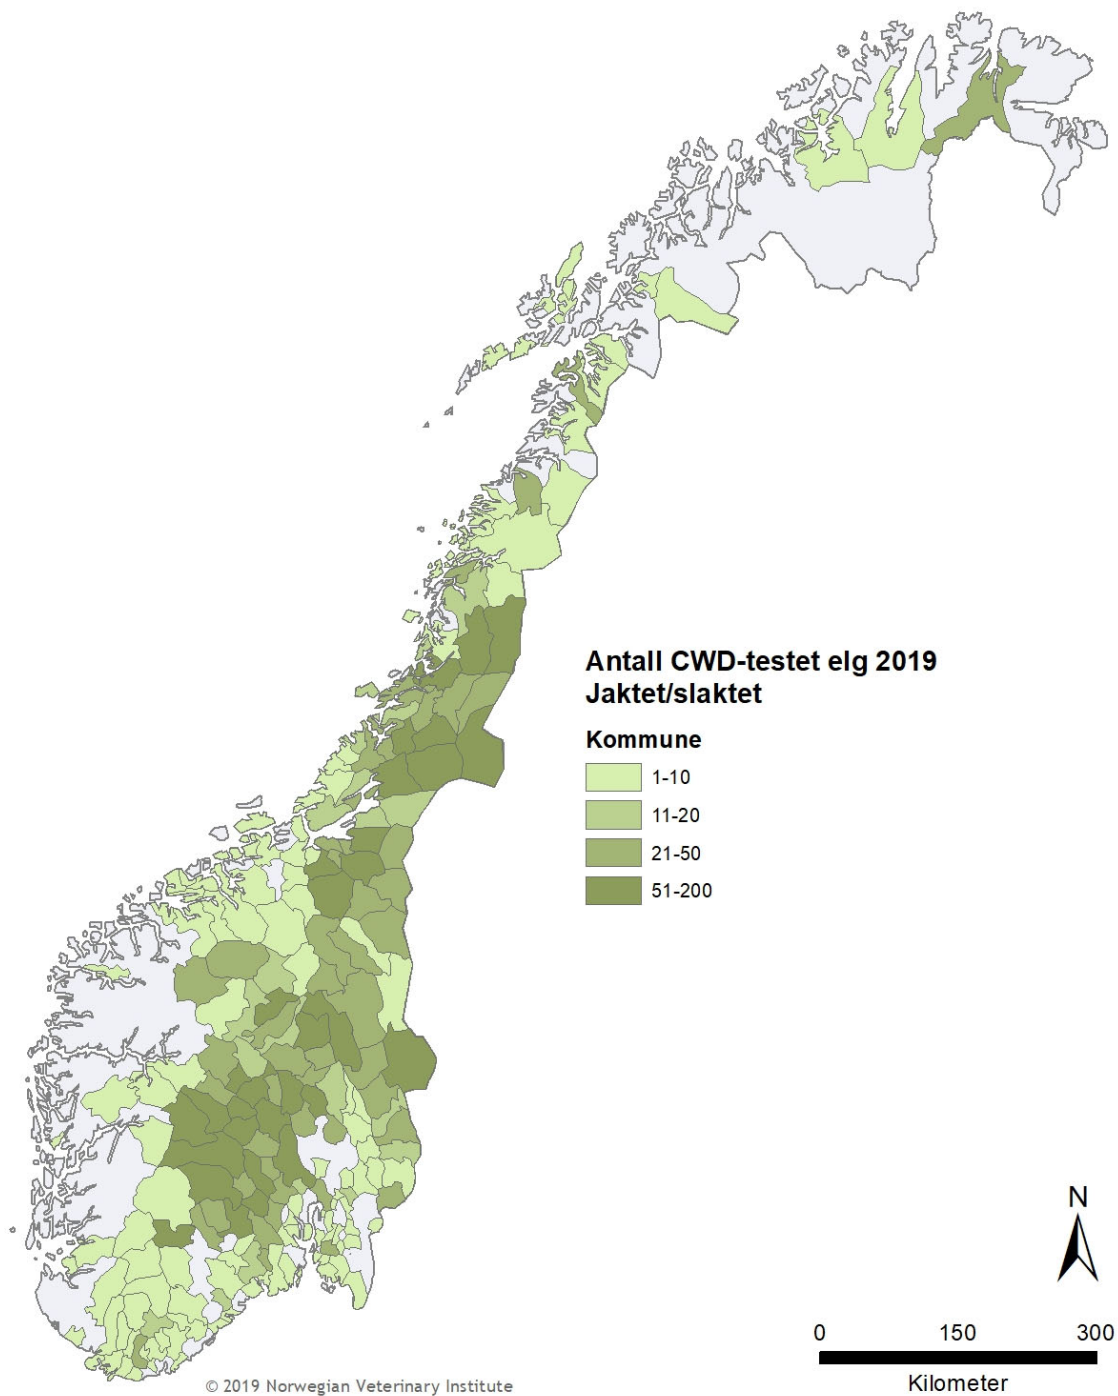 Antall CWD-testet elg 2019
Jaktet/slaktet
Kommune
1-10
11-20
21-50
51-200
N
0 150 300
Kilometer
© 2019 Norwegian Veterinary Institute